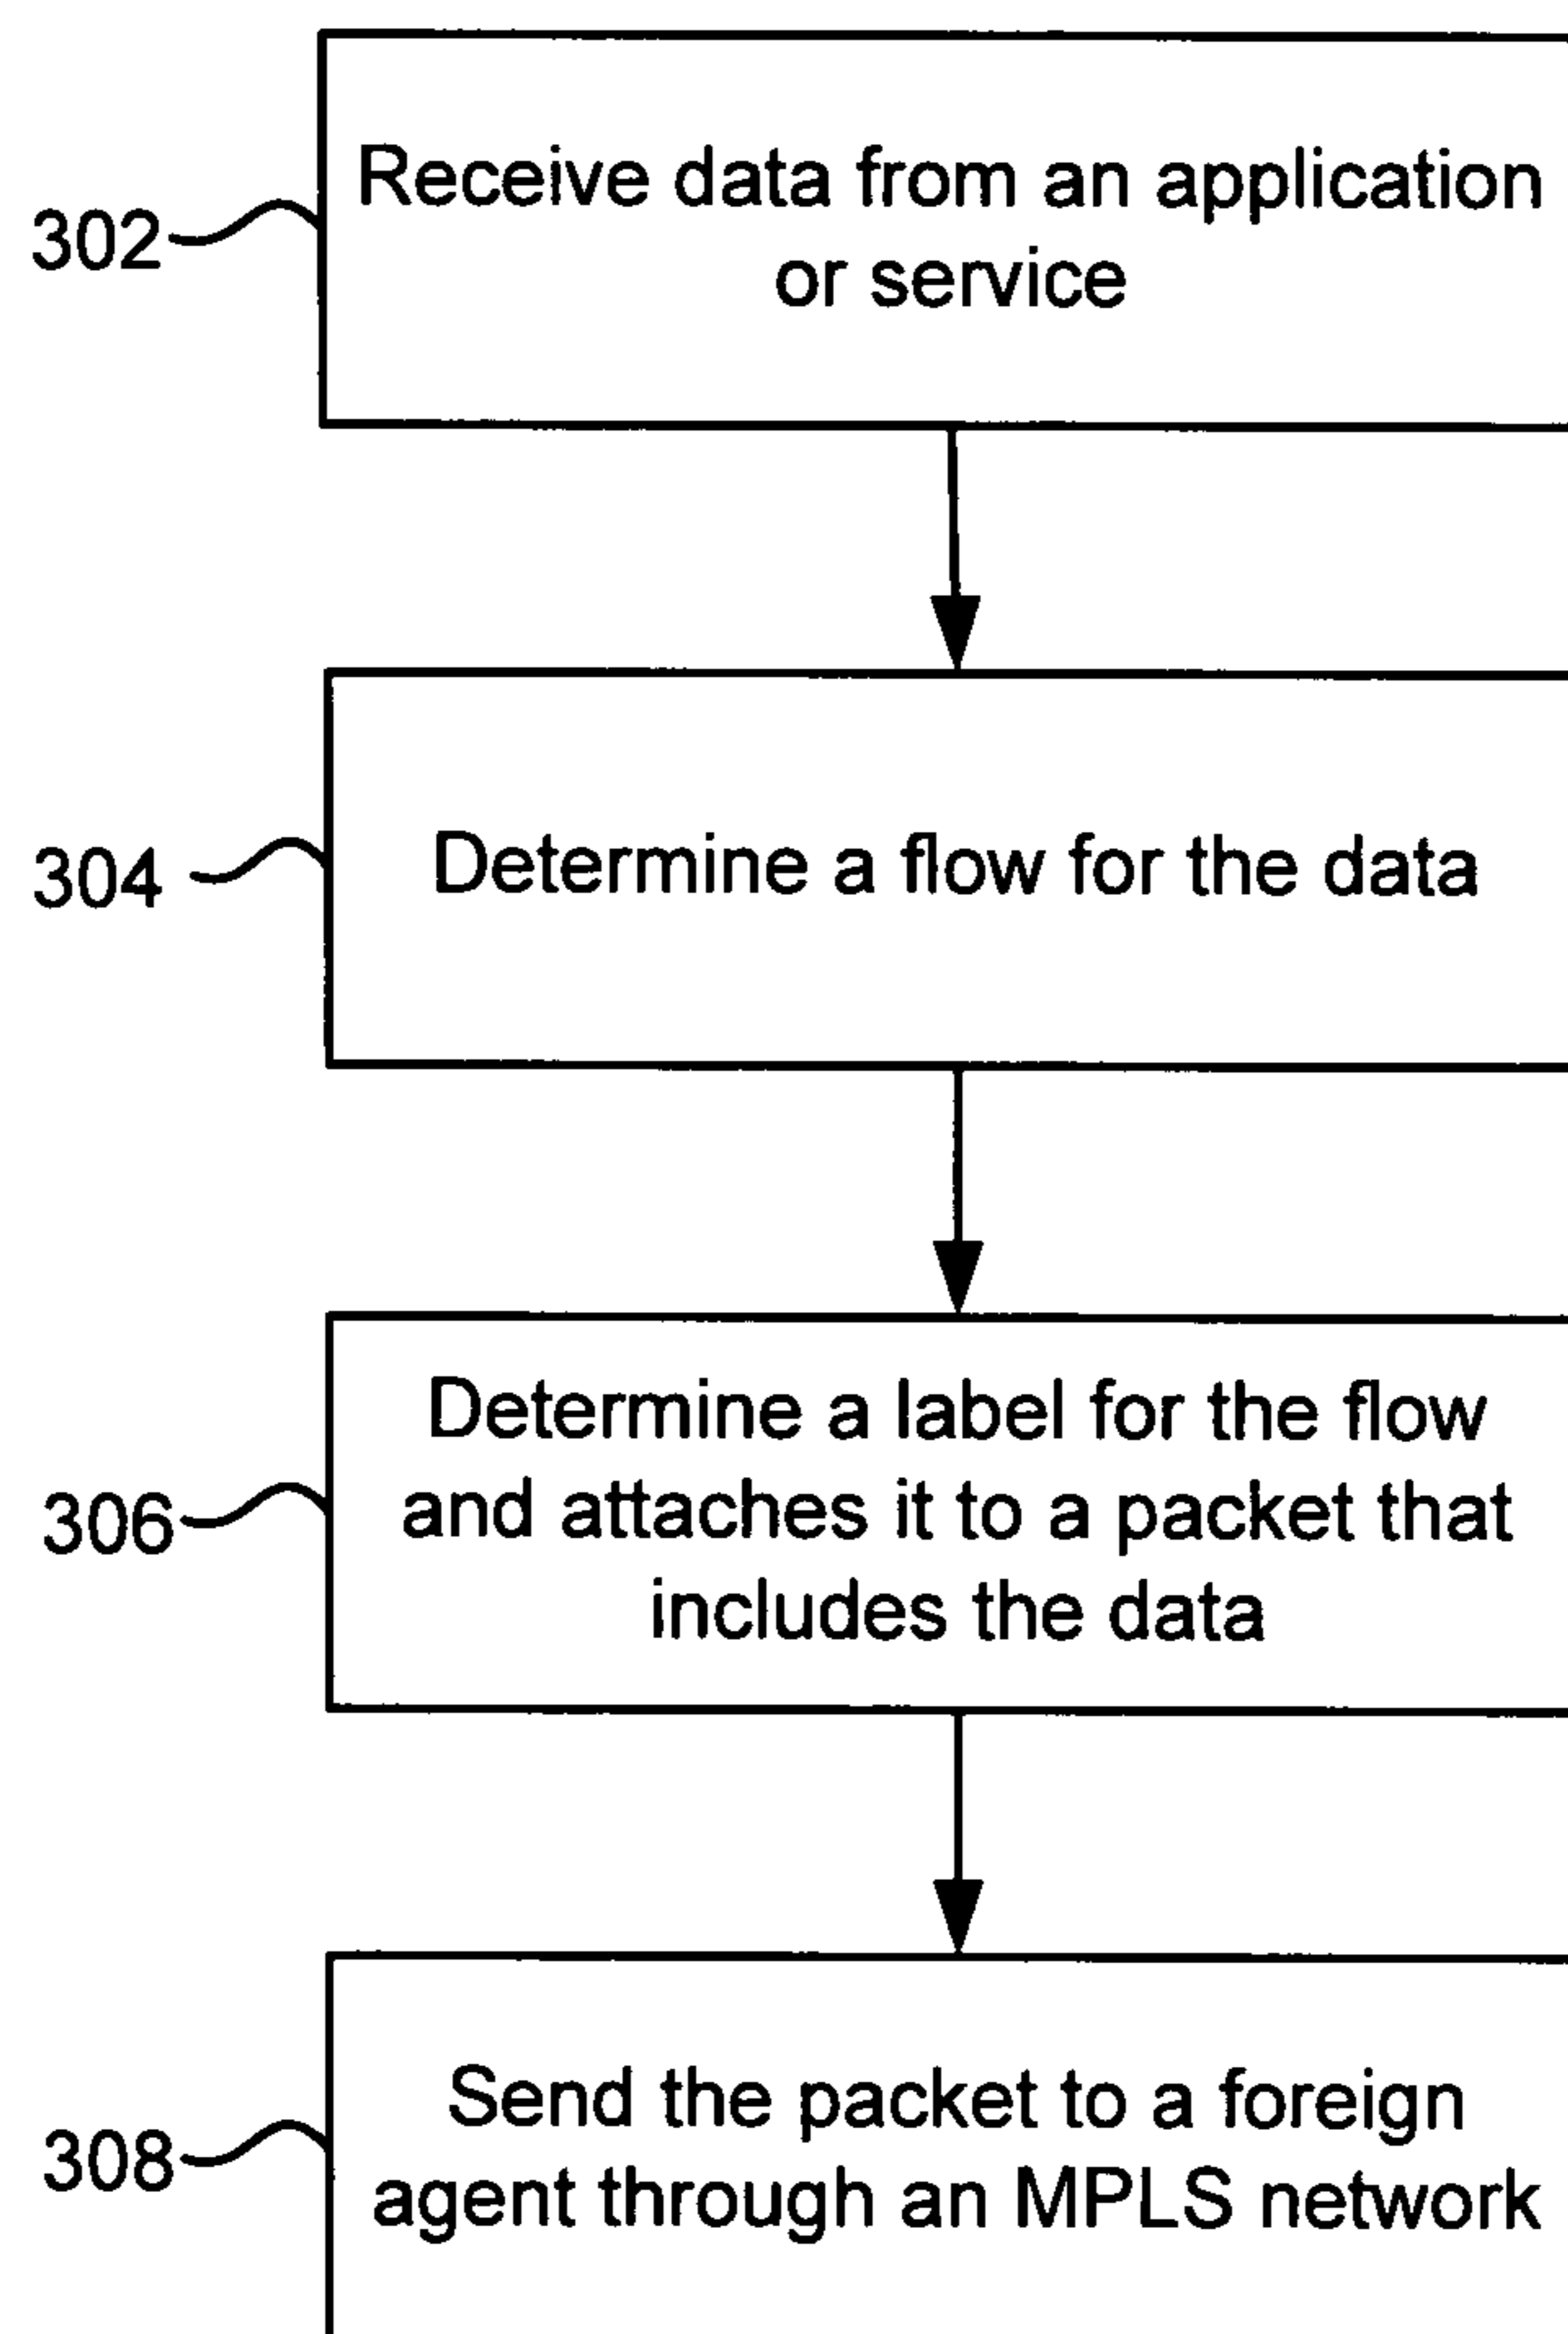 302
Receive data from an application
or service
304
Determine a flow for the data
306
Determine a label for the flow
and attaches it to a packet that
includes the data
308
Send the packet to a foreign
agent through an MPLS network